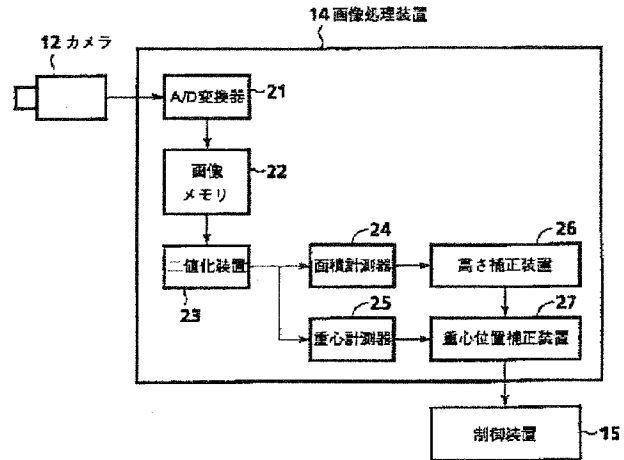 14 画像処理装置
12 カメラ
A/D変換器
21
画像
メモリ
22
二値化装置
23
面積計測器
24
高さ補正装置
26
重心計測器
25
重心位置補正装置
27
制御装置
15